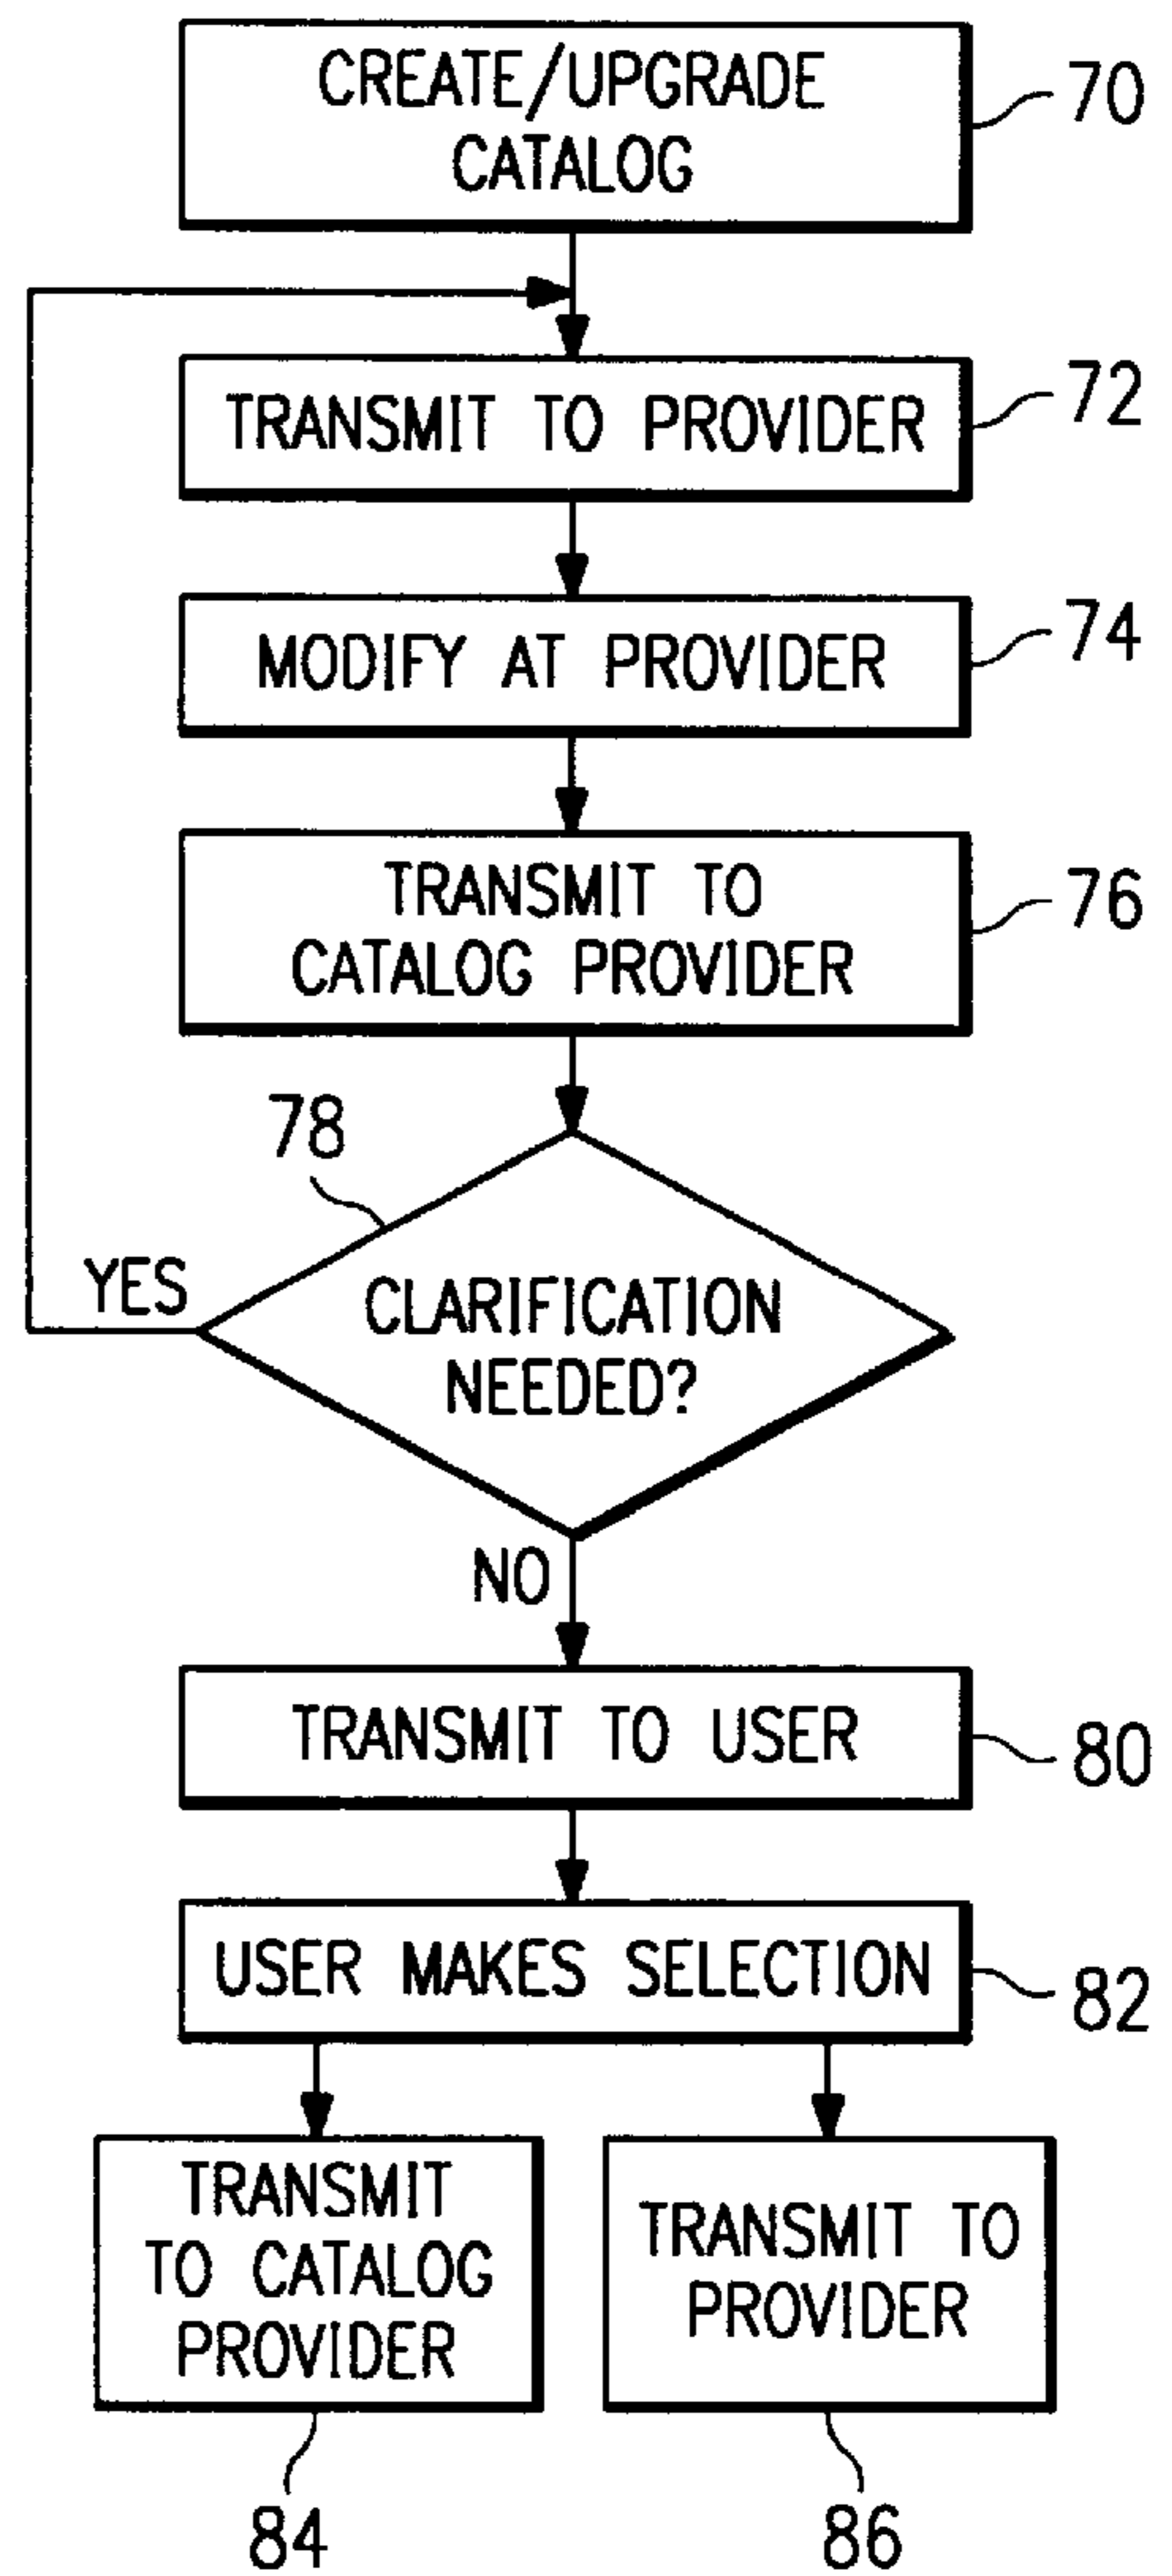 CREATE/UPGRADE
CATALOG
70
TRANSMIT TO PROVIDER
72
MODIFY AT PROVIDER
74
TRANSMIT TO
CATALOG PROVIDER
76
78
YES
CLARIFICATION
NEEDED?
NO
TRANSMIT TO USER
80
USER MAKES SELECTION
82
TRANSMIT
TO CATALOG
PROVIDER
84
TRANSMIT TO
PROVIDER
86